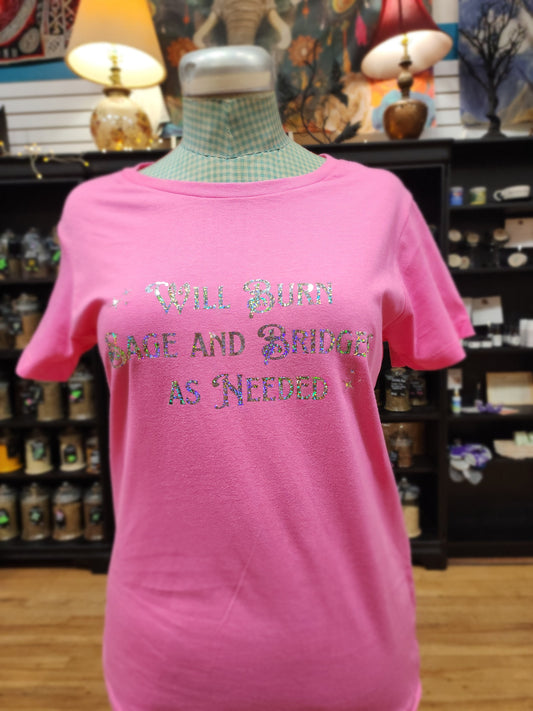 Will Burn
Sage and Bridges
as Needed